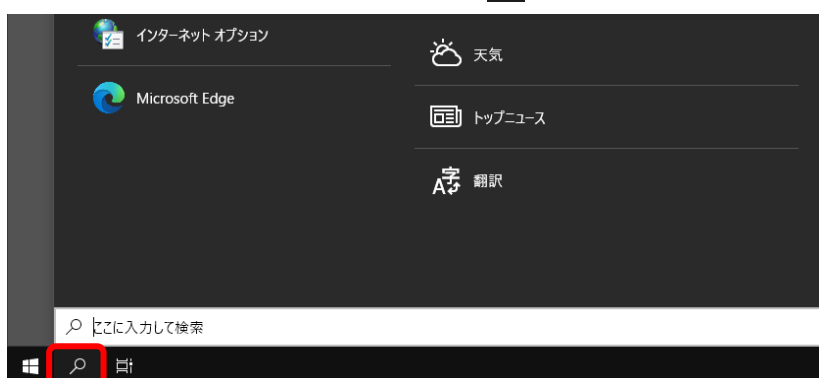 インターネット オプション
Microsoft Edge
天気
トップニュース
翻訳
ここに入力して検索